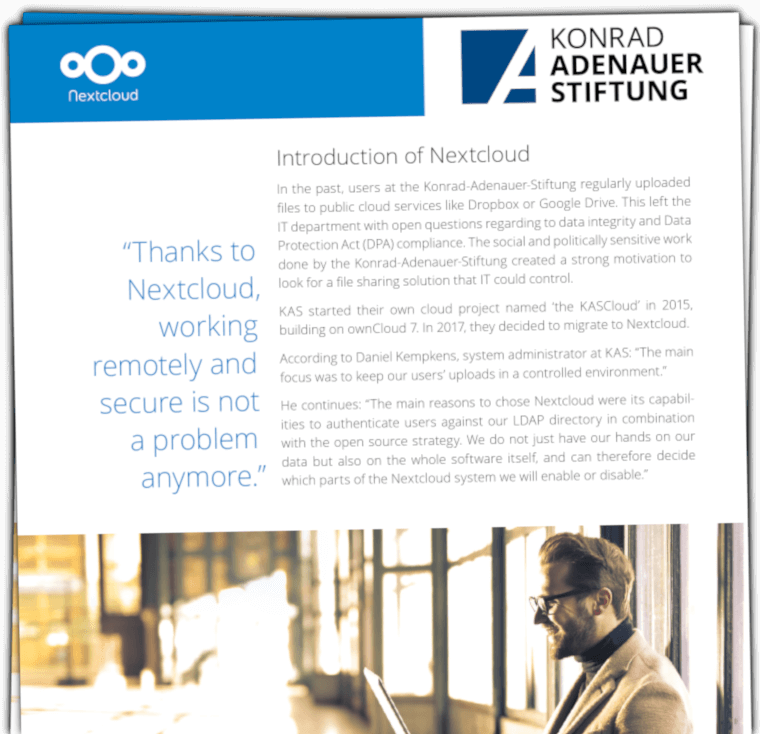 Nextcloud
KONRAD
ADENAUER
STIFTUNG
Introduction of Nextcloud
In the past, users at the Konrad-Adenauer-Stiftung regularly uploaded
files to public cloud services like Dropbox or Google Drive. This left the
IT department with open questions regarding to data integrity and Data
Protection Act (DPA) compliance. The social and politically sensitive work
done by the Konrad-Adenauer-Stiftung created a strong motivation to
look for a file sharing solution that IT could control.
KAS started their own cloud project named ‘the KASCloud’ in 2015,
building on ownCloud 7. In 2017, they decided to migrate to Nextcloud.
According to Daniel Kempkens, system administrator at KAS: “The main
focus was to keep our users’ uploads in a controlled environment.”
He continues: “The main reasons to chose Nextcloud were its capabil-
ities to authenticate users against our LDAP directory in combination
with the open source strategy. We do not just have our hands on our
data but also on the whole software itself, and can therefore decide
which parts of the Nextcloud system we will enable or disable.”
“Thanks to
Nextcloud,
working
remotely and
secure is not
a problem
anymore.”